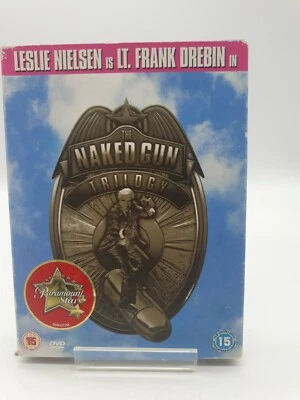 LESLIE NIELSEN IS LT. FRANK DREBIN IN
THE
NAKED GUN
TRILOGY
Paramount
Stars
15
DVD
15